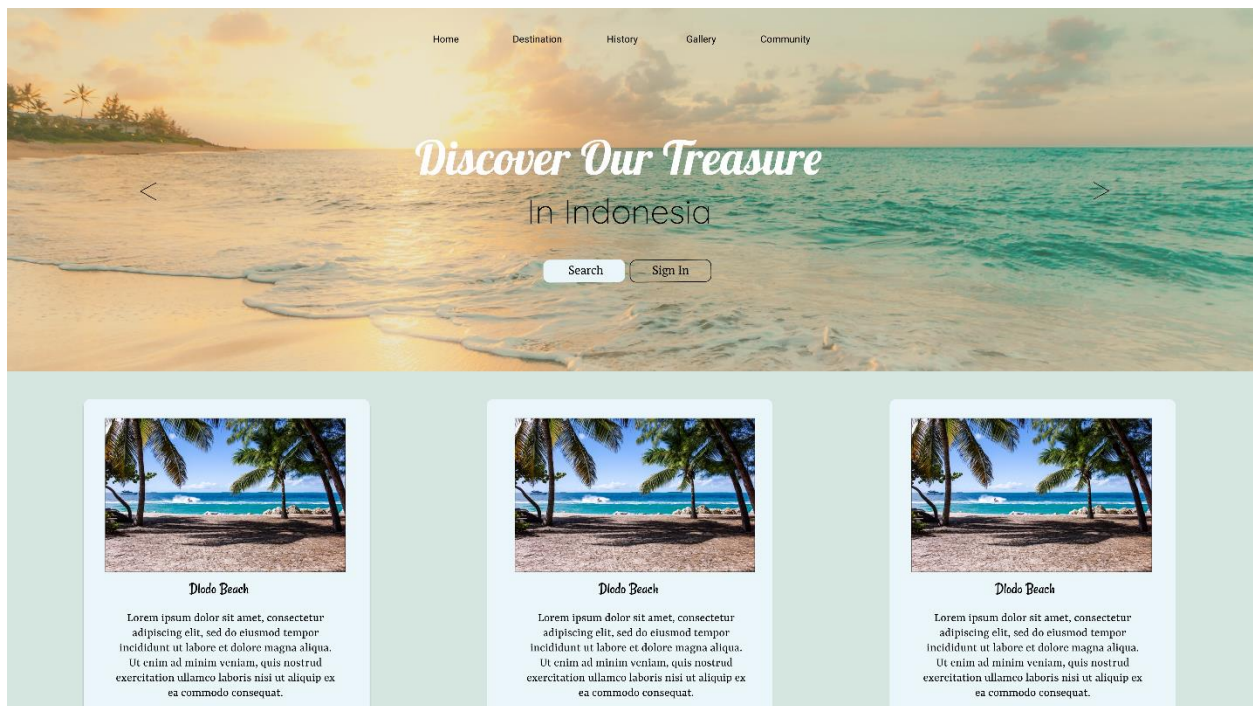 Home Destination History Gallery Community
Discover Our Treasure
In Indonesia
< >
Search Sign In
Dlodo Beach
Lorem ipsum dolor sit amet, consectetur
adipiscing elit, sed do eiusmod tempor
incididunt ut labore et dolore magna aliqua.
Ut enim ad minim veniam, quis nostrud
exercitation ullamco laboris nisi ut aliquip ex
ea commodo consequat.
Dlodo Beach
Lorem ipsum dolor sit amet, consectetur
adipiscing elit, sed do eiusmod tempor
incididunt ut labore et dolore magna aliqua.
Ut enim ad minim veniam, quis nostrud
exercitation ullamco laboris nisi ut aliquip ex
ea commodo consequat.
Dlodo Beach
Lorem ipsum dolor sit amet, consectetur
adipiscing elit, sed do eiusmod tempor
incididunt ut labore et dolore magna aliqua.
Ut enim ad minim veniam, quis nostrud
exercitation ullamco laboris nisi ut aliquip ex
ea commodo consequat.